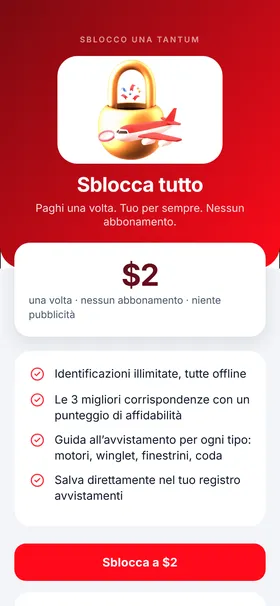 SBLOCCO UNA TANTUM
Sblocca tutto
Paghi una volta. Tuo per sempre. Nessun
abbonamento.
$2
una volta · nessun abbonamento · niente
pubblicità
Identificazioni illimitate, tutte offline
Le 3 migliori corrispondenze con un
punteggio di affidabilità
Guida all’avvistamento per ogni tipo:
motori, winglet, finestrini, coda
Salva direttamente nel tuo registro
avvistamenti
Sblocca a $2